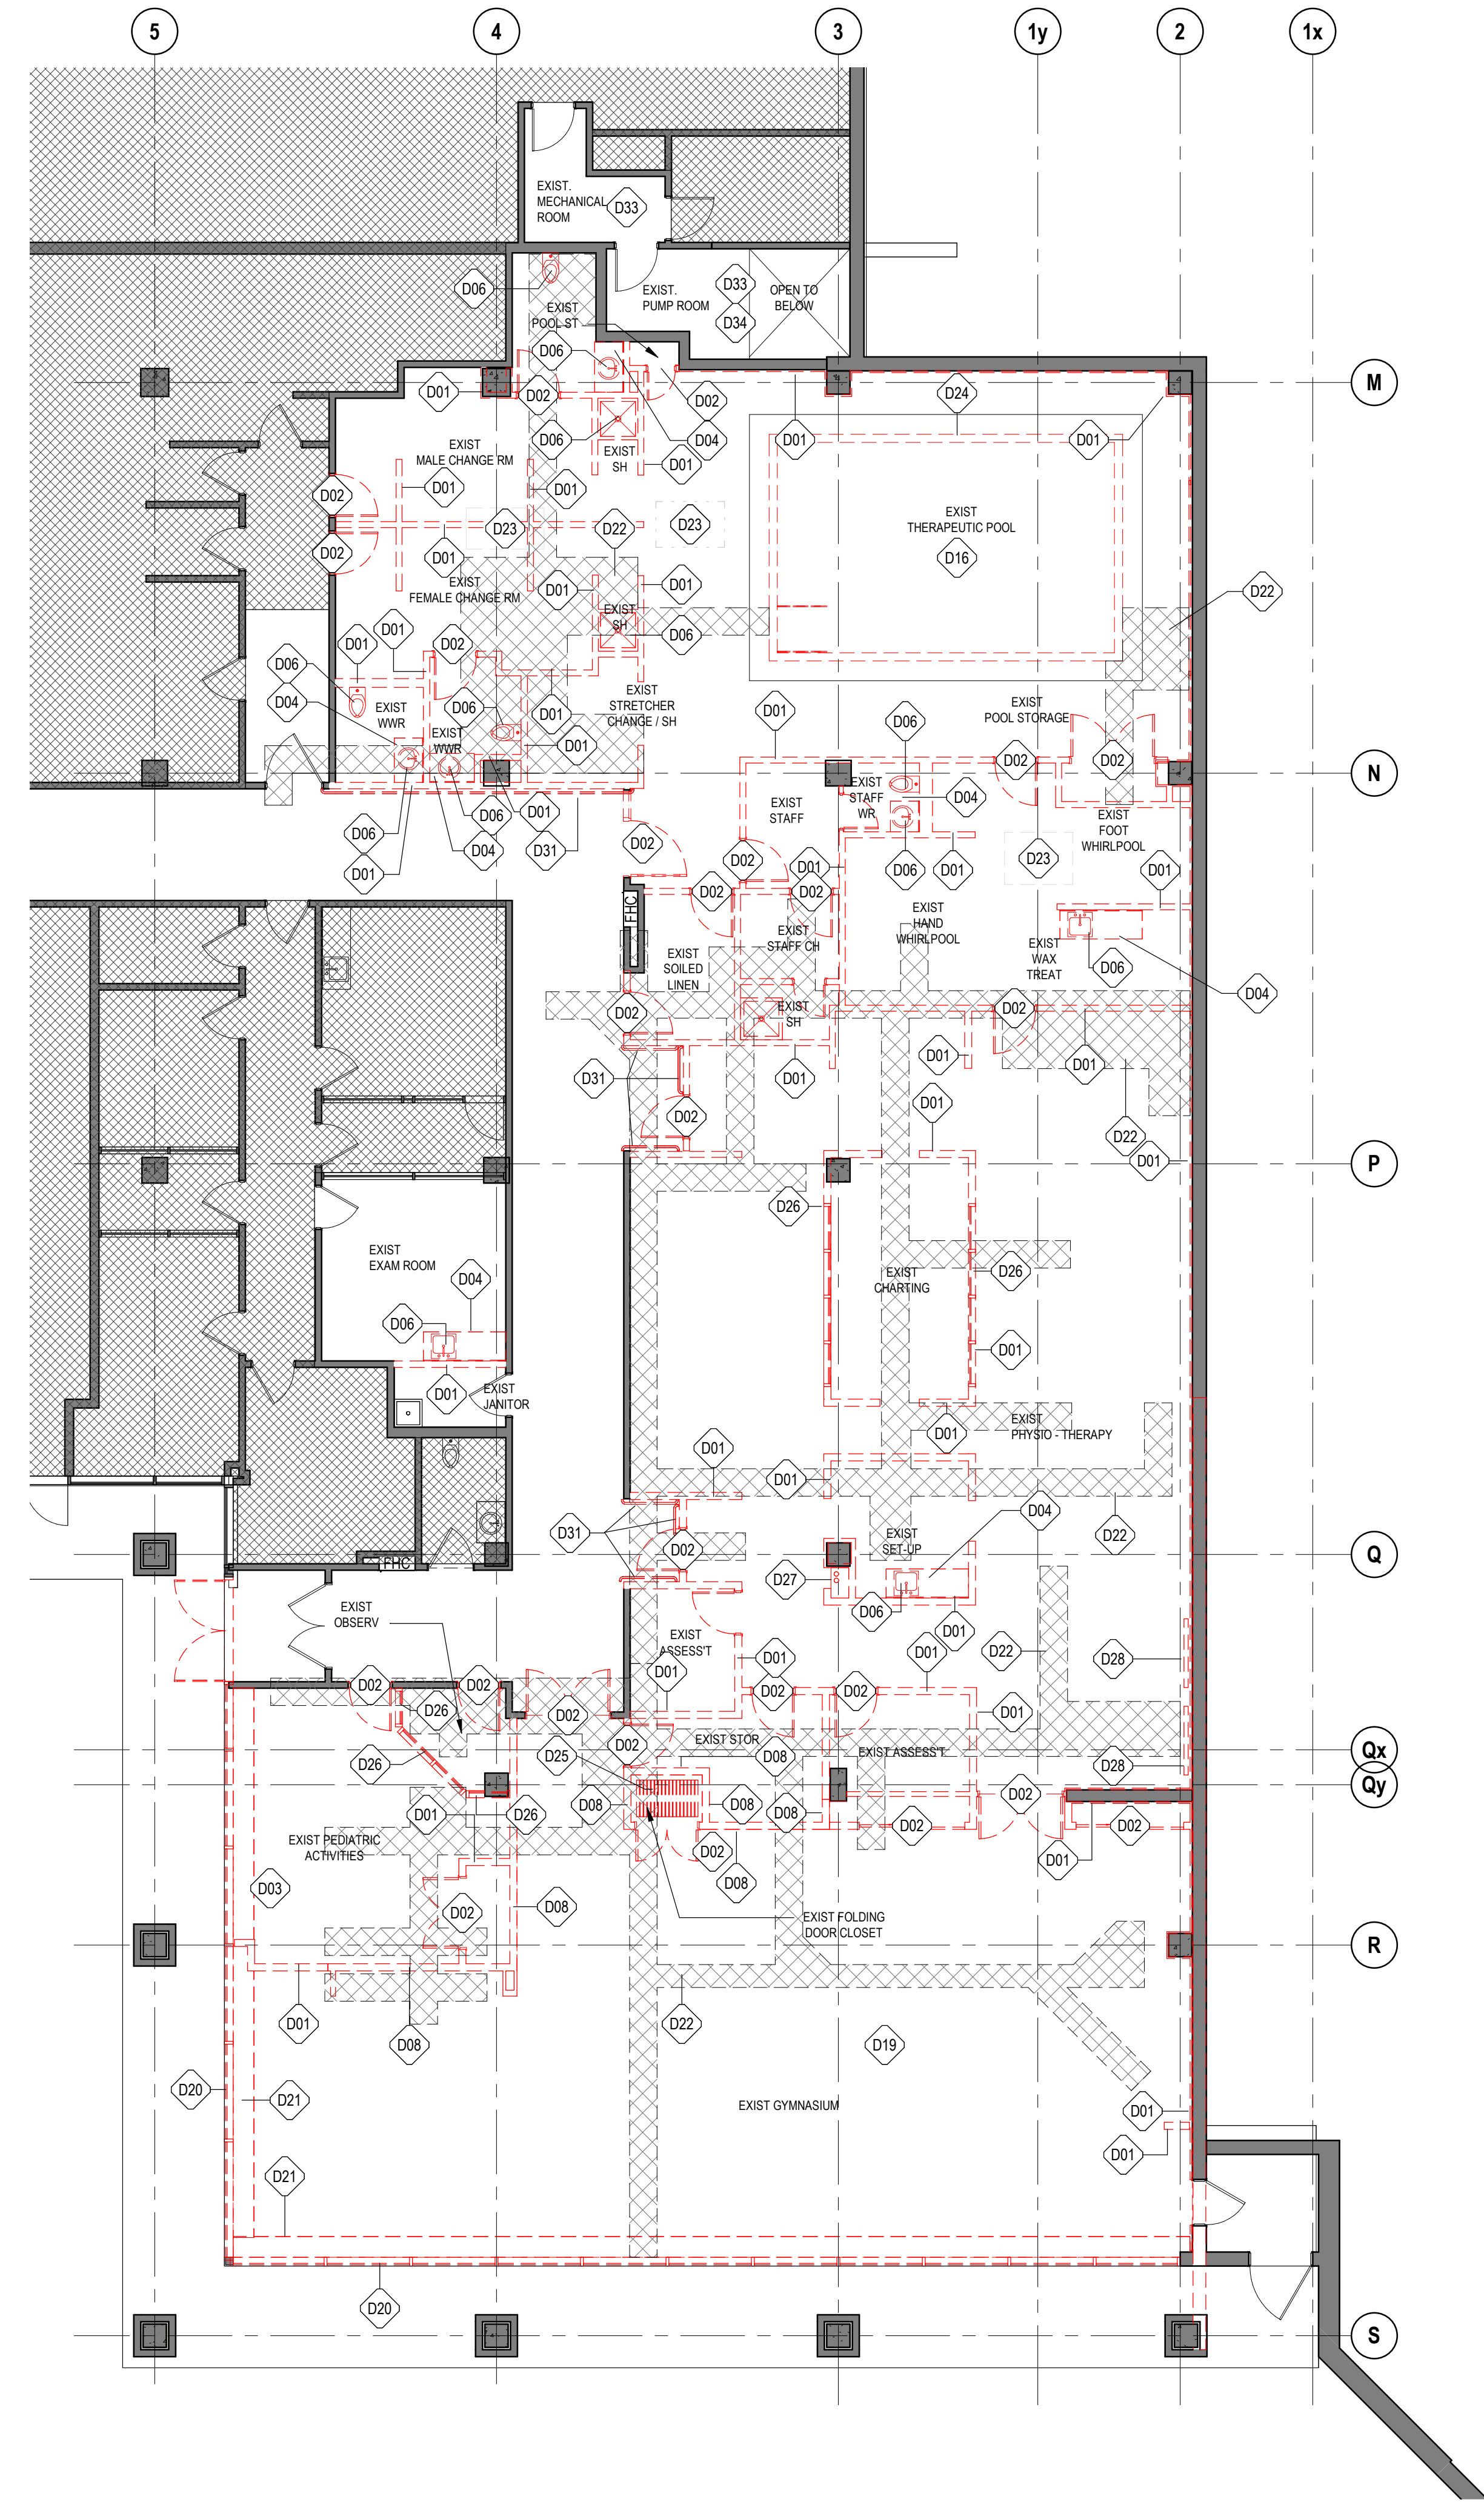 5
4
3
1y
2
1x
EXIST.
MECHANICAL
ROOM
D33
D06
EXIST.
PUMP ROOM
D33
D34
OPEN TO
BELOW
EXIST
POOL ST
D06
D01
D02
D02
D24
M
D06
D04
D01
D01
EXIST
MALE CHANGE RM
EXIST
SH
D01
D02
D01
D01
EXIST
THERAPEUTIC POOL
D23
D22
D23
D02
D01
D16
EXIST
FEMALE CHANGE RM
D01
D01
D22
EXIST
SH
D06
D01
D01
D02
D06
D04
EXIST
WWR
EXIST
WWR
D06
D01
D01
EXIST
STRETCHER
CHANGE / SH
D01
D06
EXIST
POOL STORAGE
D02
D02
N
D06
D01
D06
D04
D01
D31
EXIST
STAFF
EXIST
STAFF
WR
D04
EXIST
FOOT
WHIRLPOOL
D02
D02
D01
D06
D01
D23
D01
D02
D02
FHC
EXIST
STAFF CH
EXIST
HAND
WHIRLPOOL
EXIST
SOILED
LINEN
EXIST
WAX
TREAT
D06
D04
D02
EXIST
SH
D02
D31
D01
D01
D01
D02
D01
D22
D01
P
D26
EXIST
EXAM ROOM
D04
EXIST
CHARTING
D26
D06
D01
D01
EXIST
JANITOR
D01
EXIST
PHYSIO - THERAPY
D01
D01
D04
D31
D02
EXIST
SET-UP
D22
Q
FHC
D27
D06
D01
EXIST
OBSERV
EXIST
ASSESS'T
D01
D01
D01
D22
D28
D02
D02
D02
D02
D26
D02
D01
D02
EXIST STOR
EXIST ASSESS'T
Qx
D26
D25
D08
D28
Qy
D01
D26
D08
D08
D08
D02
D02
D02
EXIST PEDIATRIC
ACTIVITIES
D02
D08
D01
D03
D02
D08
EXIST FOLDING
DOOR CLOSET
R
D01
D08
D22
D19
D20
D21
EXIST GYMNASIUM
D01
D01
D21
D20
S